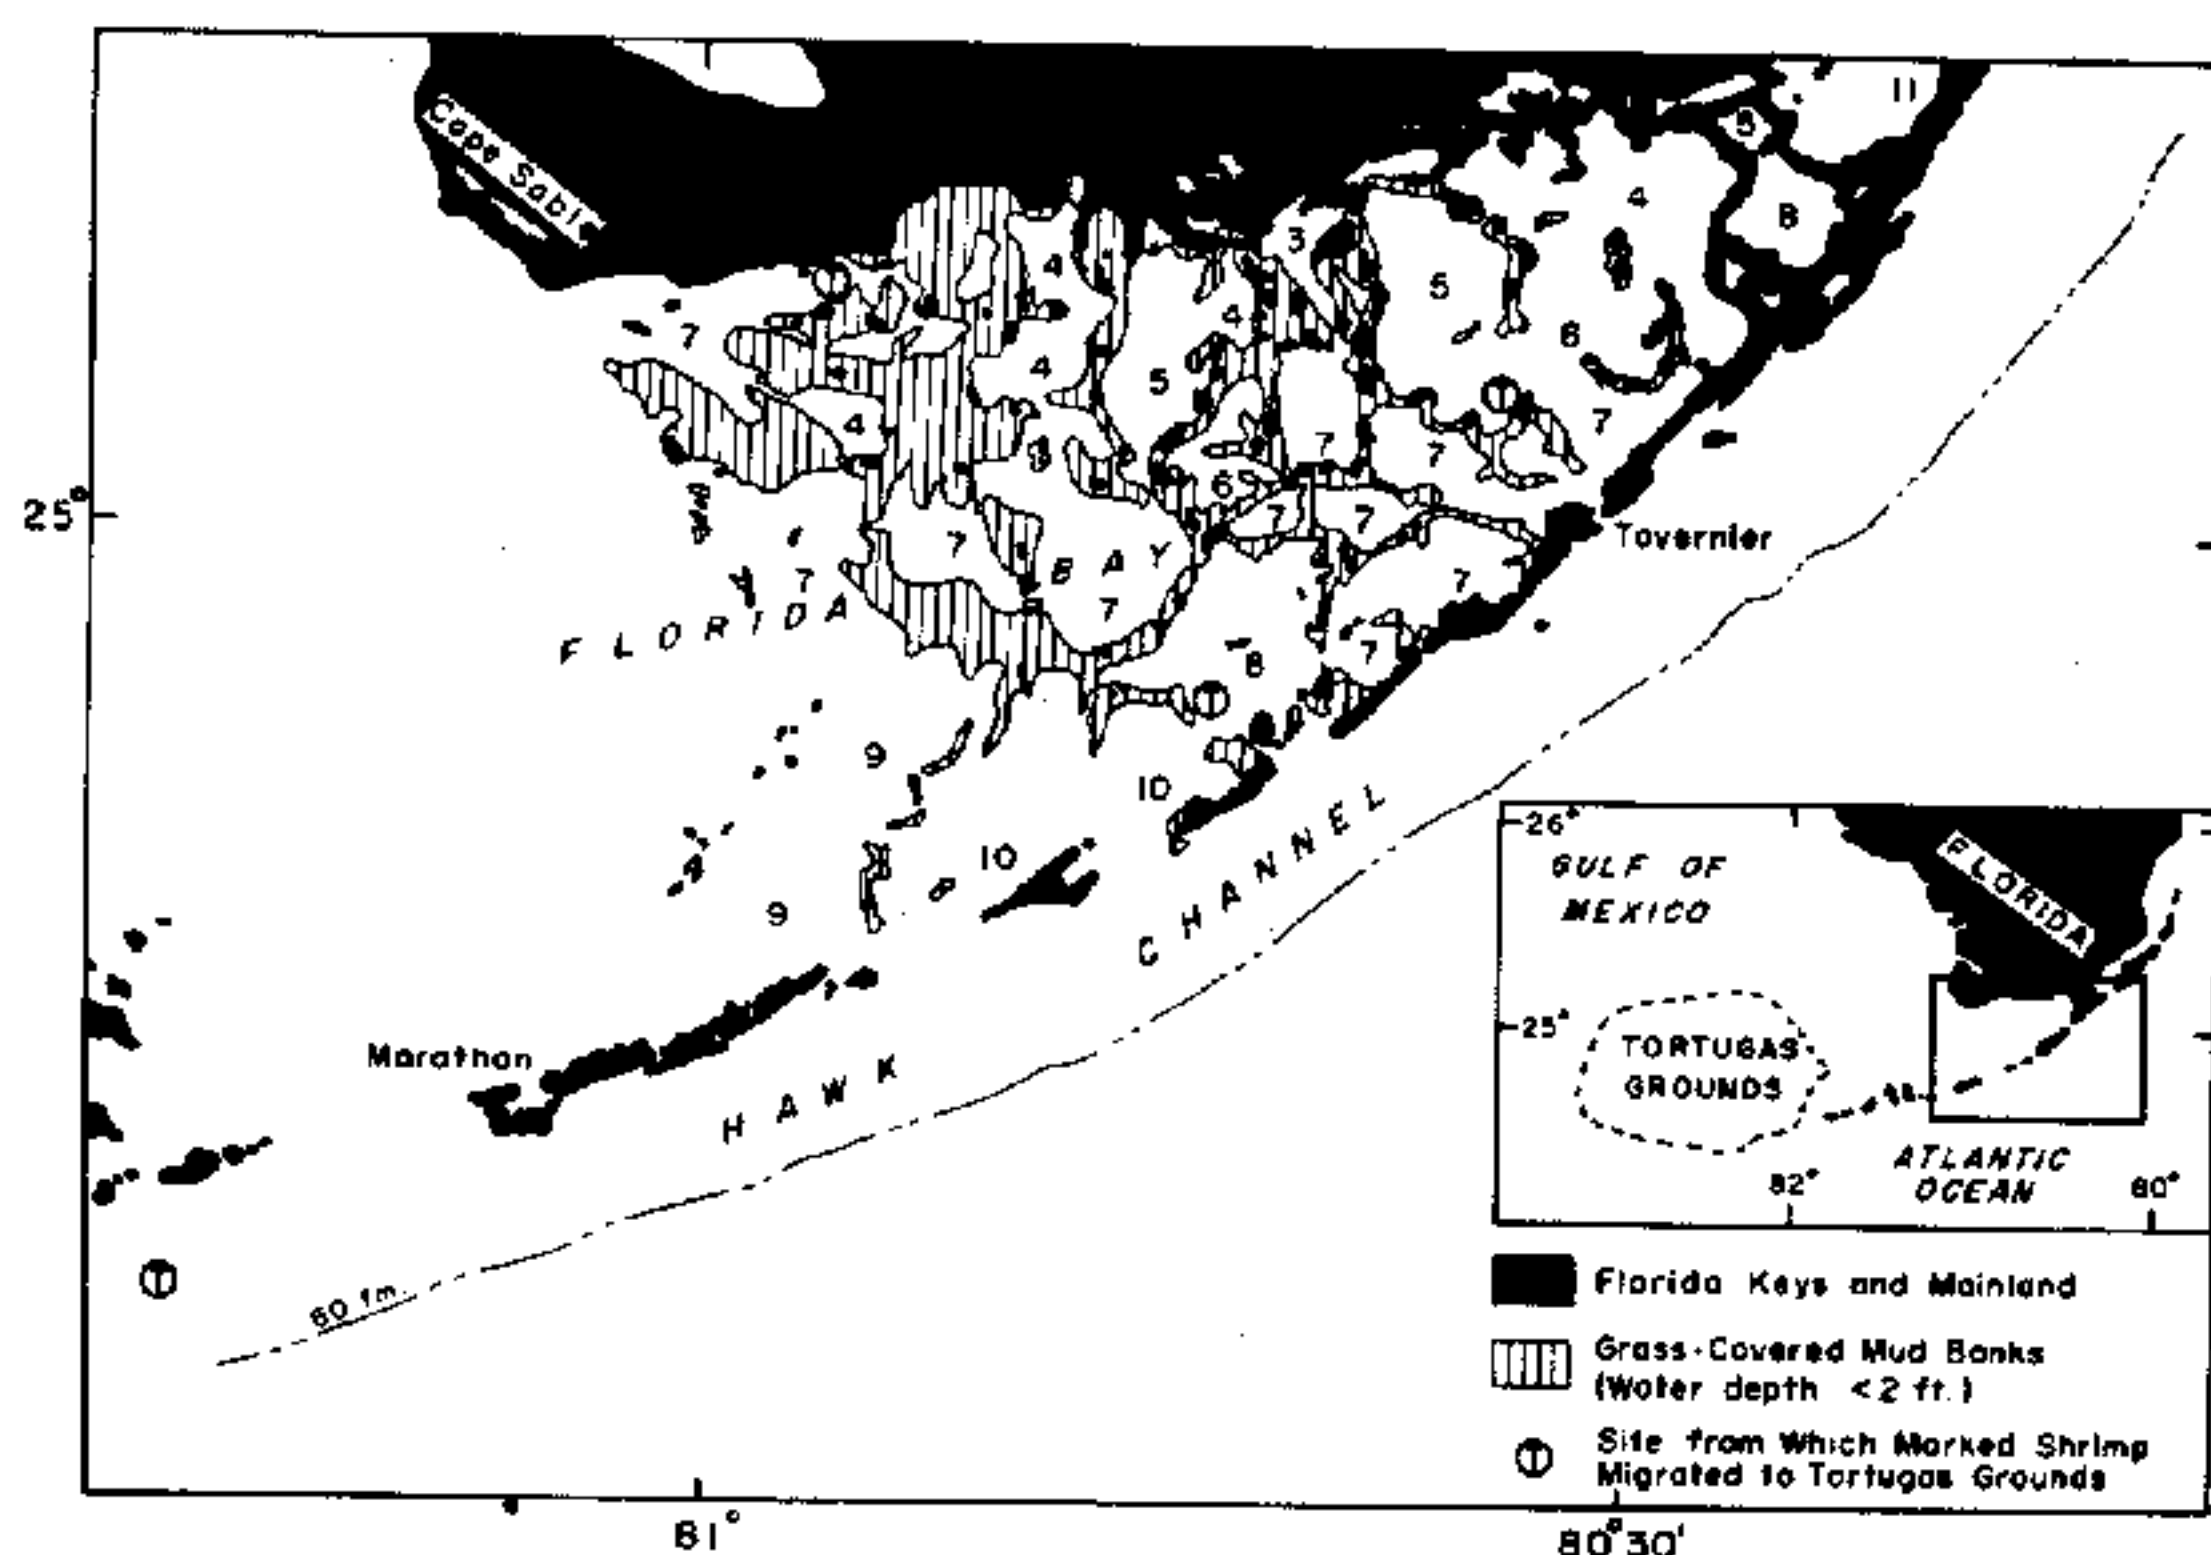 Cape Sable
11
5
4
8
3
4
5
4
7
6
4
5
4
7
7
7
6
7
7
25°
7
BAY
Tavernier
7
7
7
FLORIDA
8
7
9
10
10
9
HAWK CHANNEL
Marathon
60 fm.
81°
80°30'
26°
GULF OF
MEXICO
FLORIDA
25°
TORTUGAS
GROUNDS
ATLANTIC
OCEAN
82°
80°
Florida Keys and Mainland
Grass-Covered Mud Banks
(Water depth <2 ft.)
T
Site from Which Marked Shrimp
Migrated to Tortugas Grounds